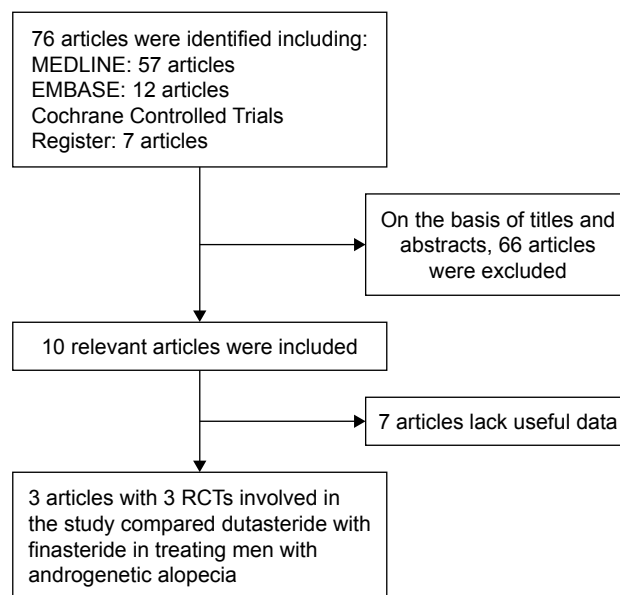 76 articles were identified including:
MEDLINE: 57 articles
EMBASE: 12 articles
Cochrane Controlled Trials
Register: 7 articles
On the basis of titles and
abstracts, 66 articles
were excluded
10 relevant articles were included
7 articles lack useful data
3 articles with 3 RCTs involved in
the study compared dutasteride with
finasteride in treating men with
androgenetic alopecia